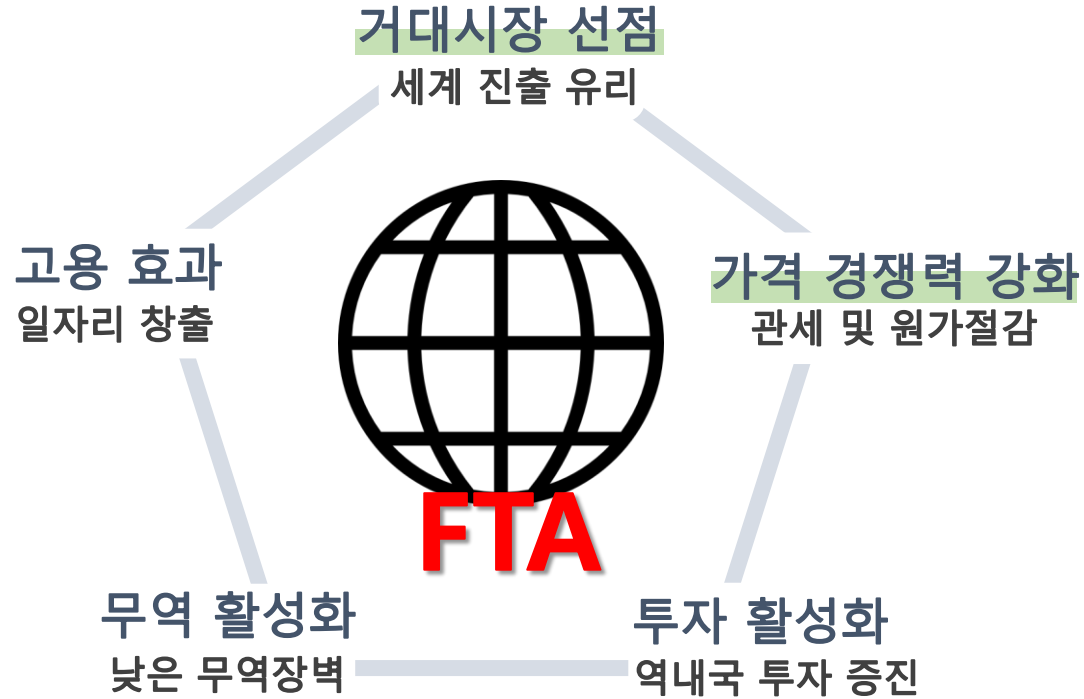 거대시장 선점
세계 진출 유리
고용 효과
일자리 창출
가격 경쟁력 강화
관세 및 원가절감
FTA
무역 활성화
낮은 무역장벽
투자 활성화
역내국 투자 증진